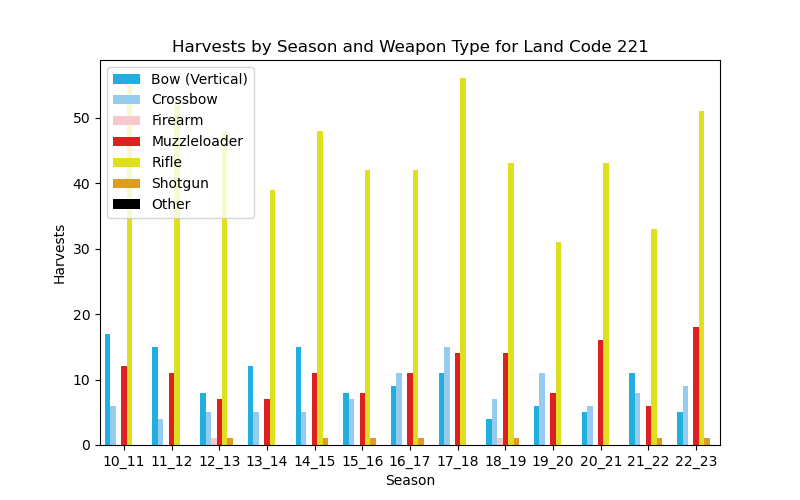 Harvests by Season and Weapon Type for Land Code 221
Bow (Vertical)
Crossbow
Firearm
Muzzleloader
Rifle
Shotgun
Other
Harvests
50
40
30
20
10
0
10_11 11_12 12_13 13_14 14_15 15_16 16_17 17_18 18_19 19_20 20_21 21_22 22_23
Season